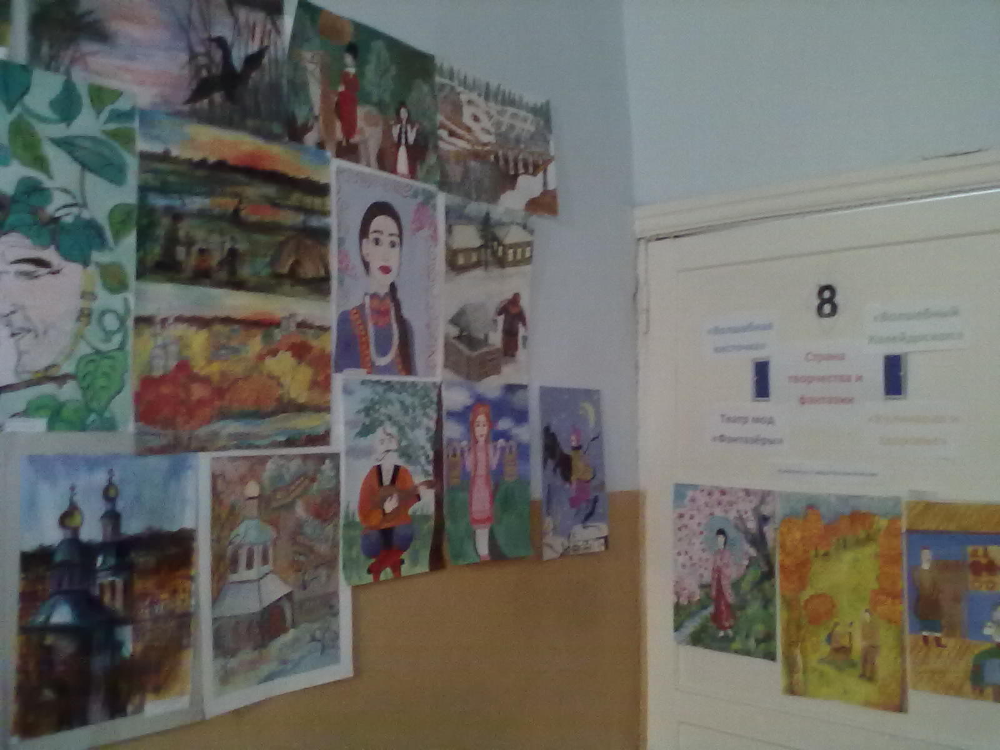 8
«Волшебная
кисточка»
«Волшебный
Калейдоскоп»
Страна
творчества и
фантазии
Театр мод
«Фантазёры»